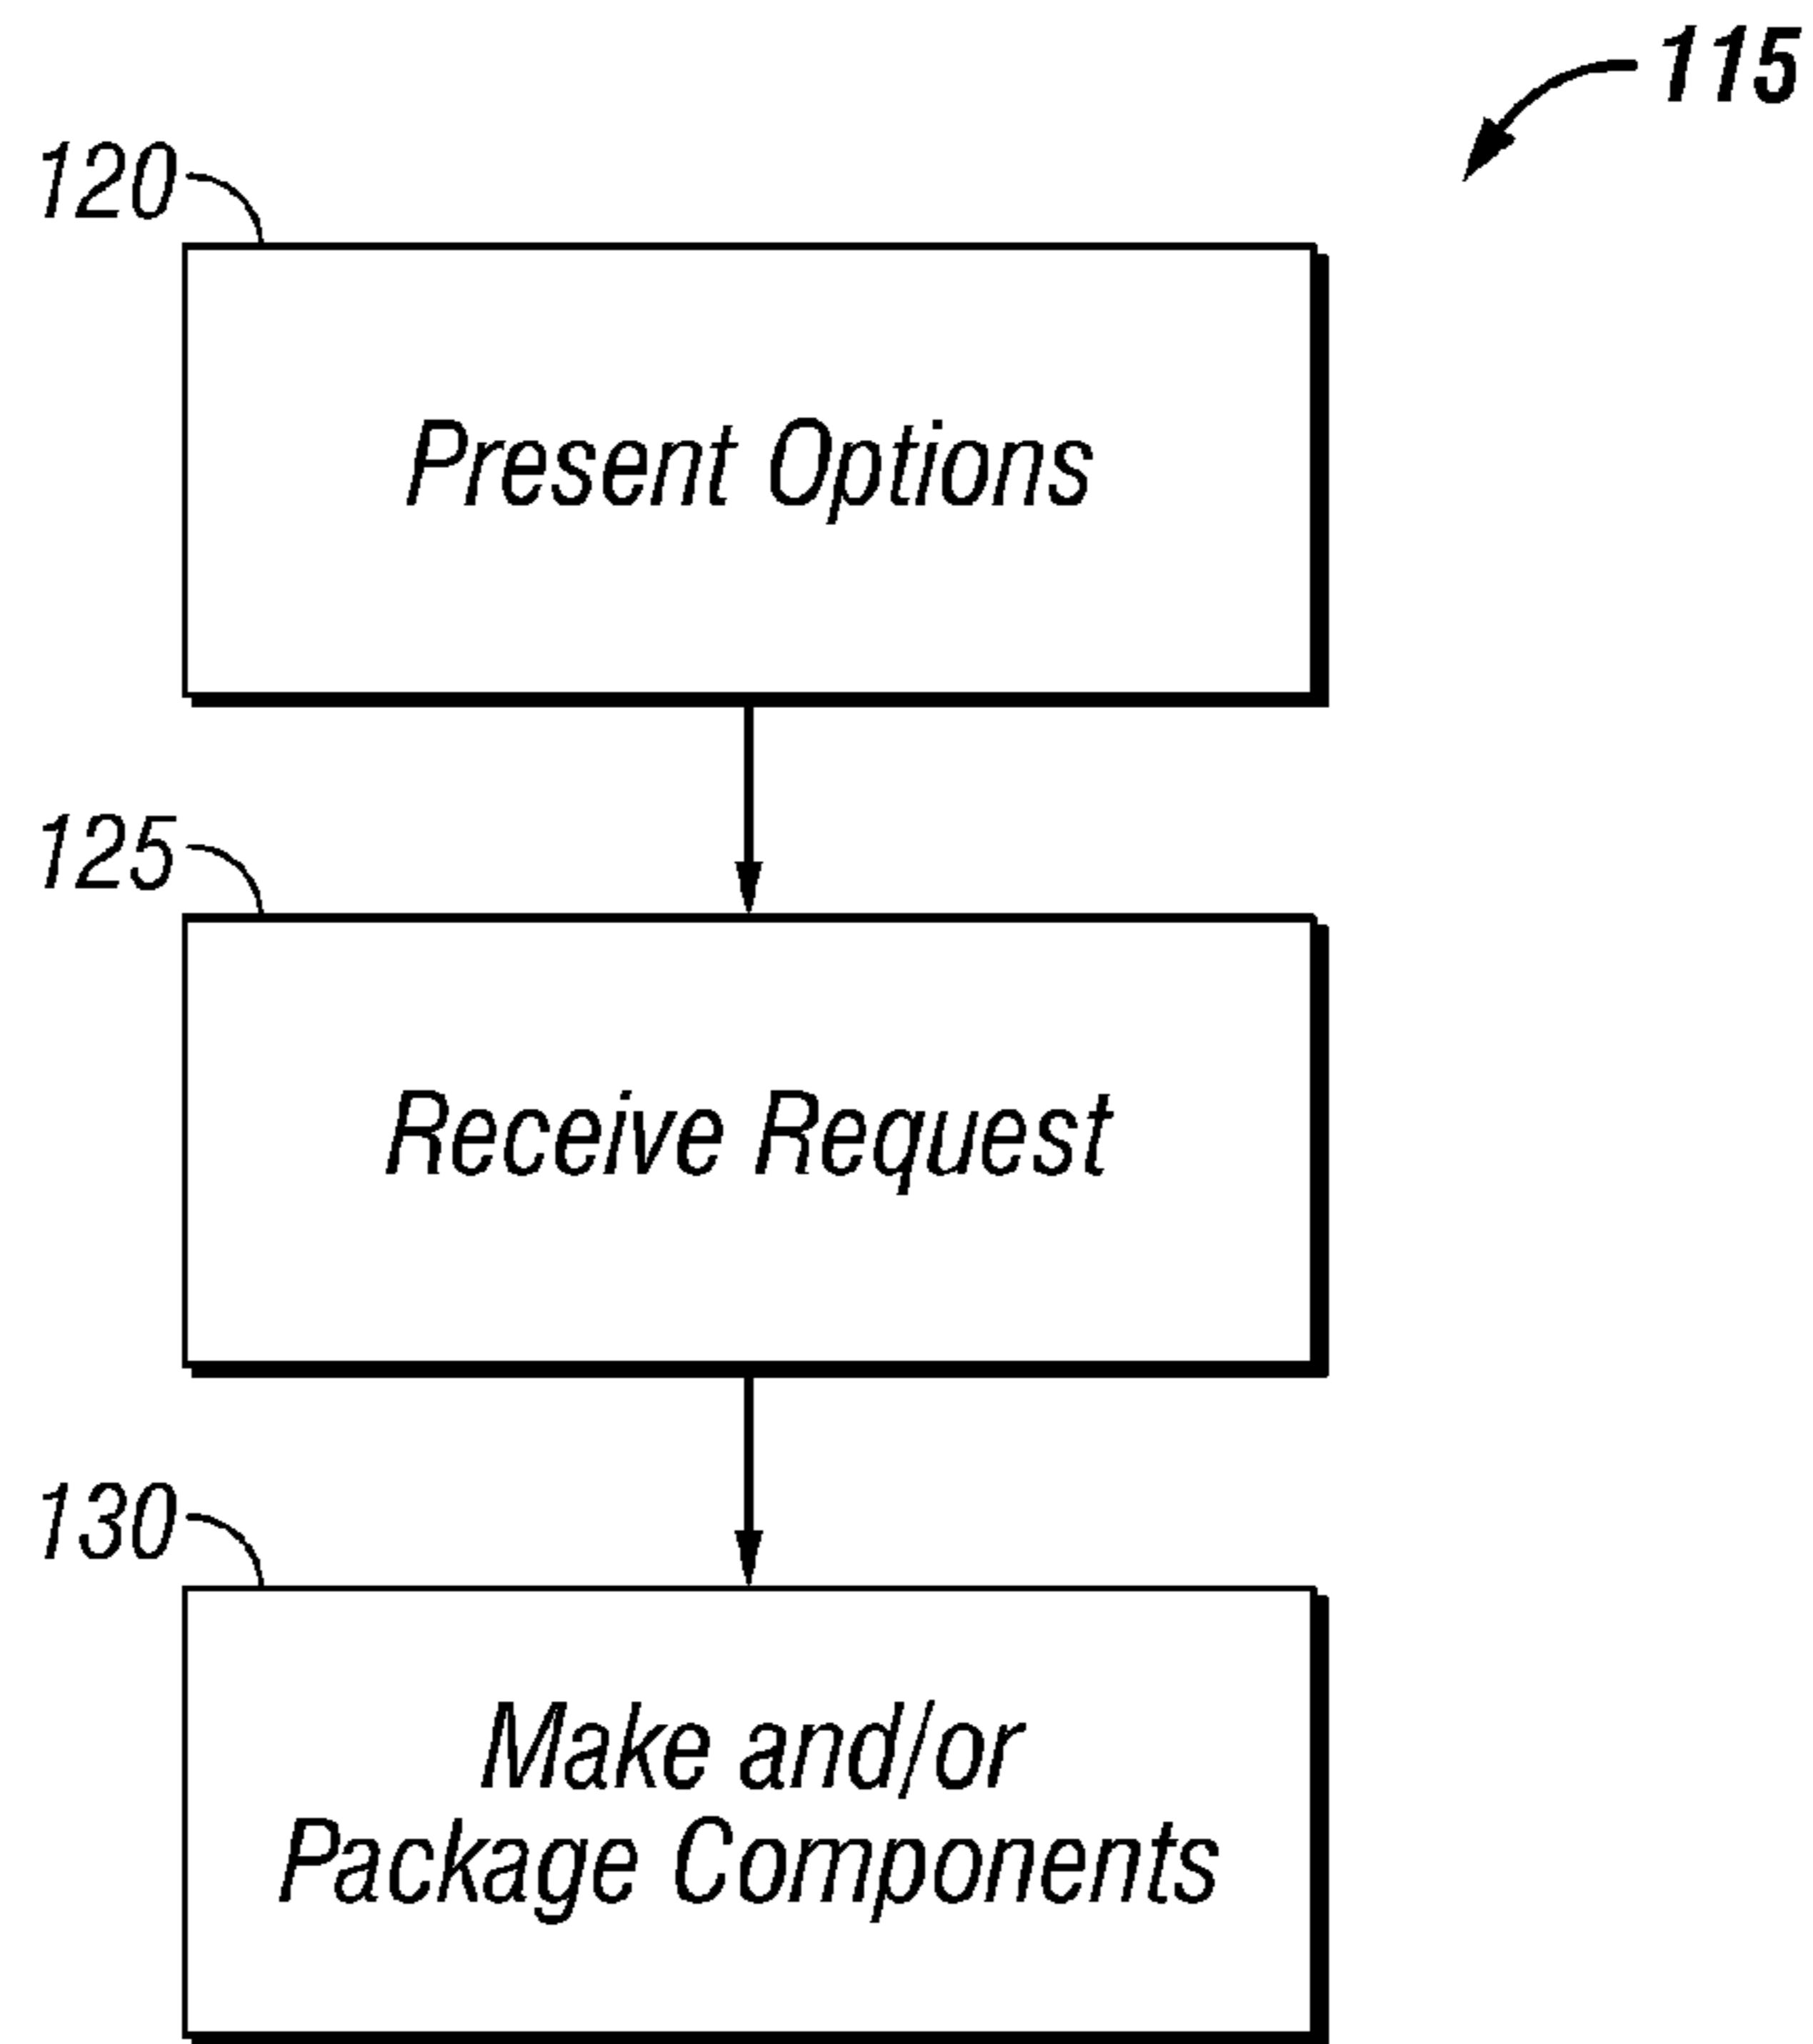 115
120
Present Options
125
Receive Request
130
Make and/or
Package Components